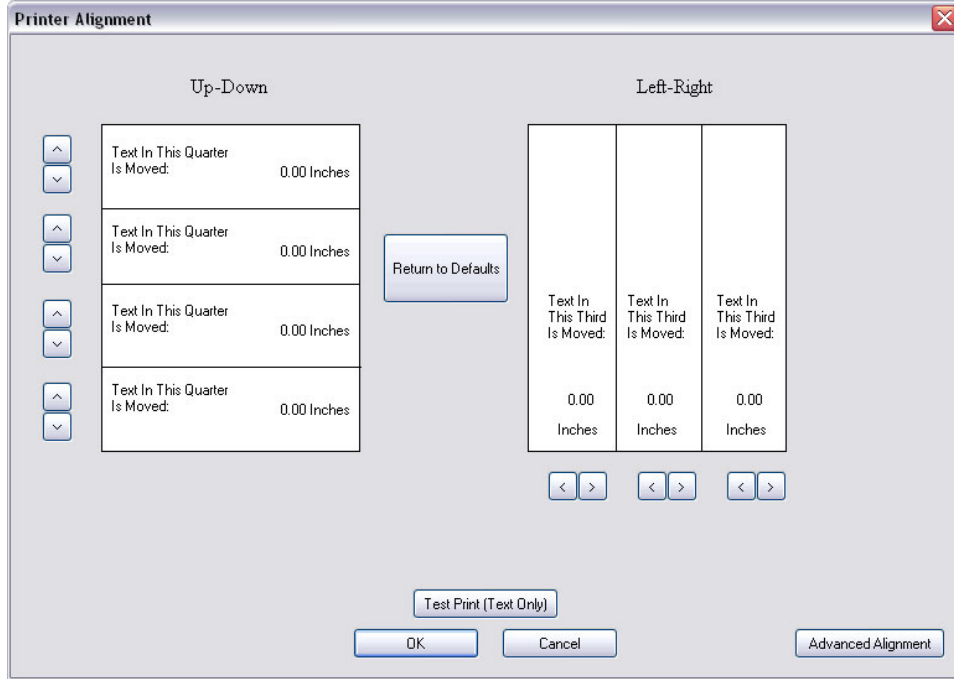 Printer Alignment
Up-Down
Left-Right
Text In This Quarter
Is Moved:
0.00 Inches
Text In This Quarter
Is Moved:
0.00 Inches
Text In This Quarter
Is Moved:
0.00 Inches
Text In This Quarter
Is Moved:
0.00 Inches
Return to Defaults
Text In
This Third
Is Moved:
0.00
Inches
Text In
This Third
Is Moved:
0.00
Inches
Text In
This Third
Is Moved:
0.00
Inches
Test Print (Text Only)
OK
Cancel
Advanced Alignment